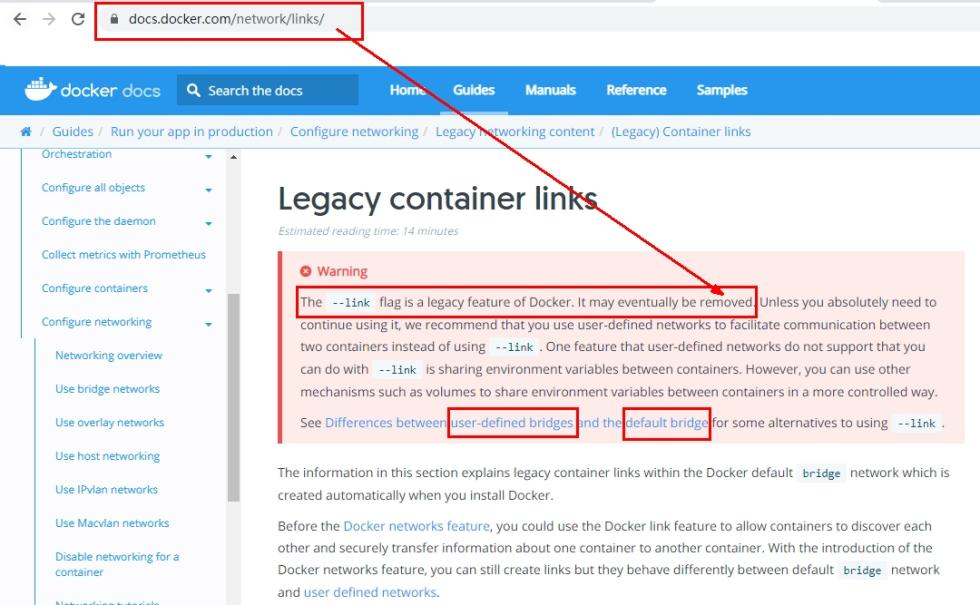 docs.docker.com/network/links/
docker docs
Search the docs
Home
Guides
Manuals
Reference
Samples
/ Guides / Run your app in production / Configure networking / Legacy networking content / (Legacy) Container links
Orchestration
Configure all objects
Configure the daemon
Collect metrics with Prometheus
Configure containers
Configure networking
Networking overview
Use bridge networks
Use overlay networks
Use host networking
Use IPvlan networks
Use Macvlan networks
Disable networking for a
container
Networking tutorials
Legacy container links
Estimated reading time: 14 minutes
Warning
The --link flag is a legacy feature of Docker. It may eventually be removed. Unless you absolutely need to
continue using it, we recommend that you use user-defined networks to facilitate communication between
two containers instead of using --link . One feature that user-defined networks do not support that you
can do with --link is sharing environment variables between containers. However, you can use other
mechanisms such as volumes to share environment variables between containers in a more controlled way.
See Differences between user-defined bridges and the default bridge for some alternatives to using --link .
The information in this section explains legacy container links within the Docker default bridge network which is
created automatically when you install Docker.
Before the Docker networks feature, you could use the Docker link feature to allow containers to discover each
other and securely transfer information about one container to another container. With the introduction of the
Docker networks feature, you can still create links but they behave differently between default bridge network
and user defined networks.